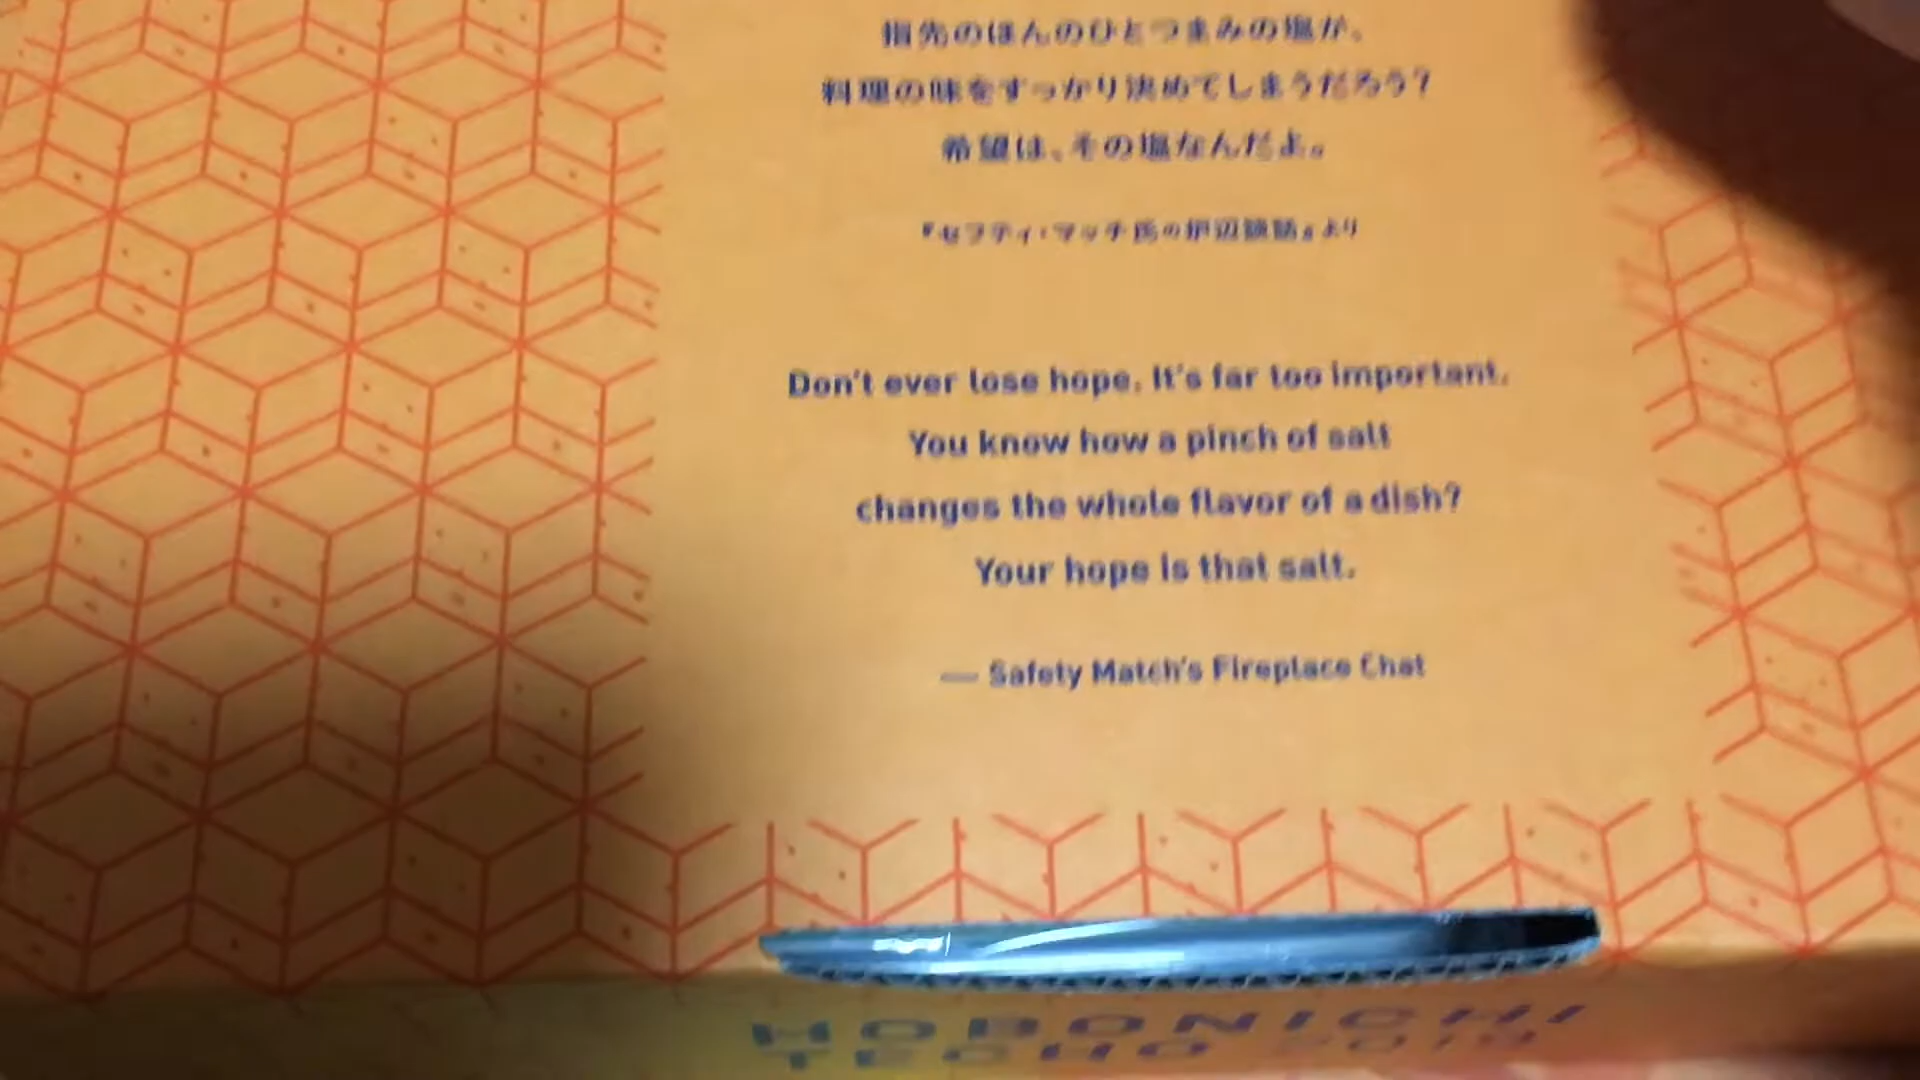 指先のほんのひとつまみの塩が、
料理の味をすっかり決めてしまうだろう?
希望は、その塩なんだよ。
『セフティ・マッチ氏の炉辺談話』より
Don't ever lose hope. It's far too important.
You know how a pinch of salt
changes the whole flavor of a dish?
Your hope is that salt.
— Safety Match's Fireplace Chat
HOBONICHI
TECHO